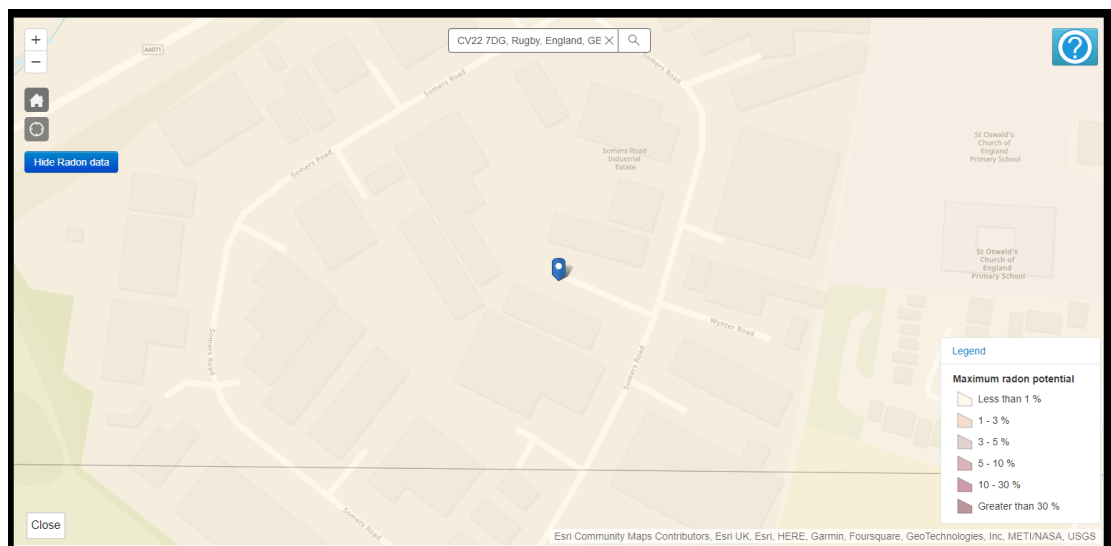 +
−
A4071
CV22 7DG, Rugby, England, GE
?
Hide Radon data
Somers Road
Somers Road
Somers Road
Somers Road
Industrial
Estate
St Oswald's
Church of
England
Primary School
St Oswald's
Church of
England
Primary School
Wynter Road
Somers Road
Somers Road
Somers Road
Legend
Maximum radon potential
Less than 1 %
1 - 3 %
3 - 5 %
5 - 10 %
10 - 30 %
Greater than 30 %
Close
Esri Community Maps Contributors, Esri UK, Esri, HERE, Garmin, Foursquare, GeoTechnologies, Inc, METI/NASA, USGS